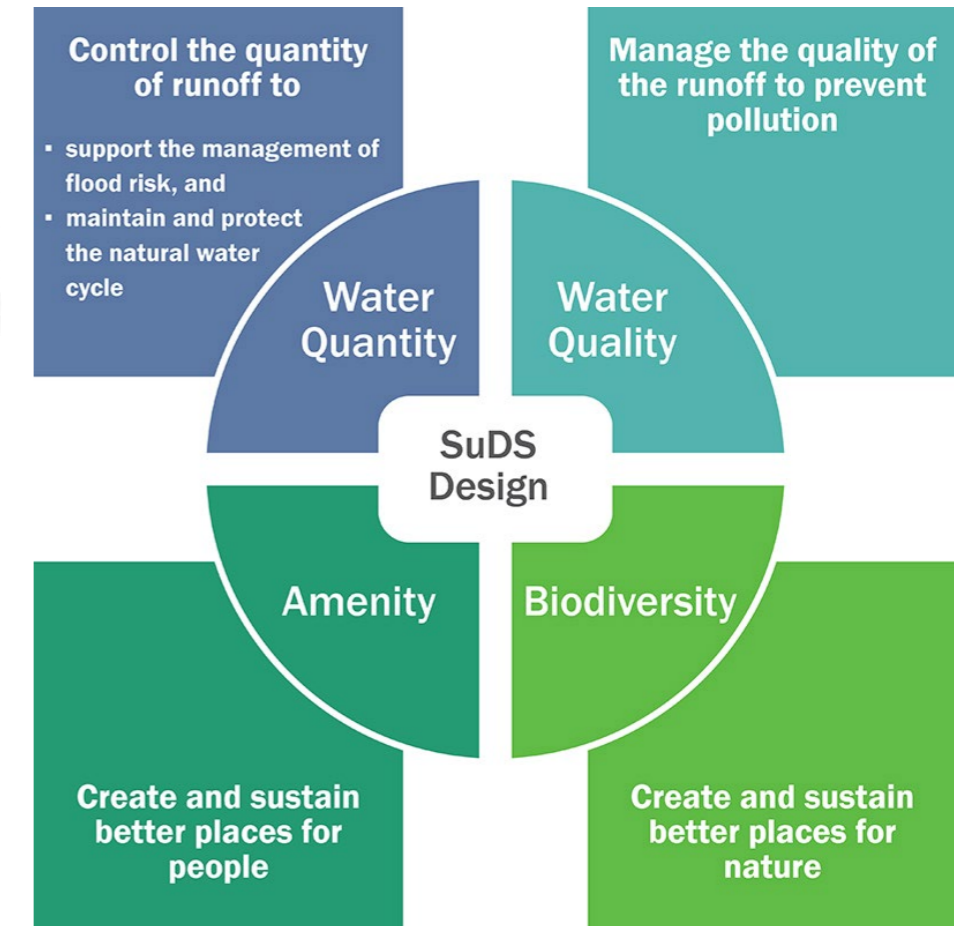 Control the quantity
of runoff to
▪ support the management of
flood risk, and
▪ maintain and protect
the natural water
cycle
Manage the quality of
the runoff to prevent
pollution
Water
Quantity
Water
Quality
SuDS
Design
Amenity
Biodiversity
Create and sustain
better places for
people
Create and sustain
better places for
nature